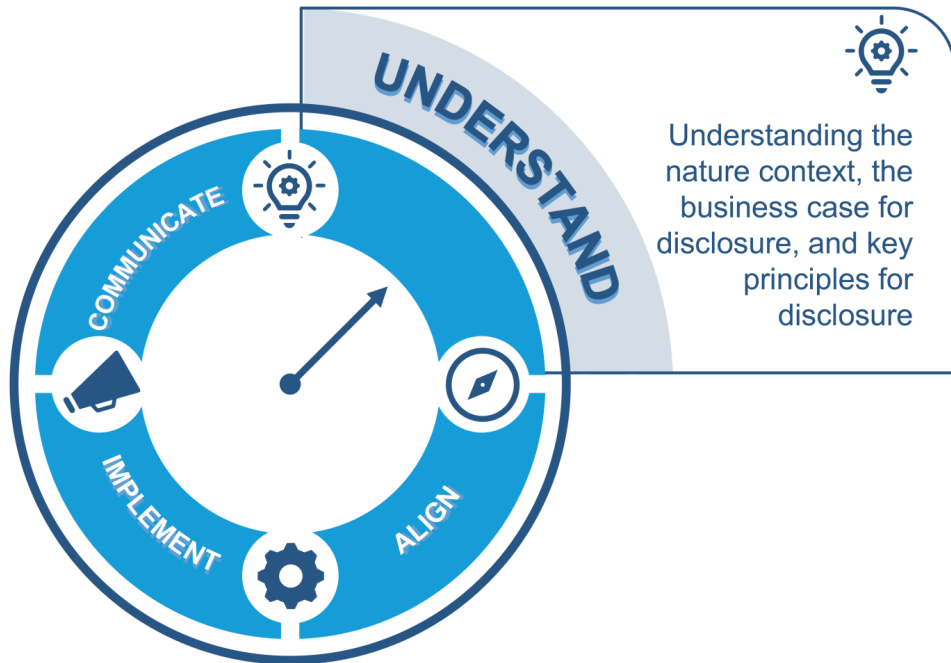 UNDERSTAND
Understanding the
nature context, the
business case for
disclosure, and key
principles for
disclosure
COMMUNICATE
IMPLEMENT
ALIGN